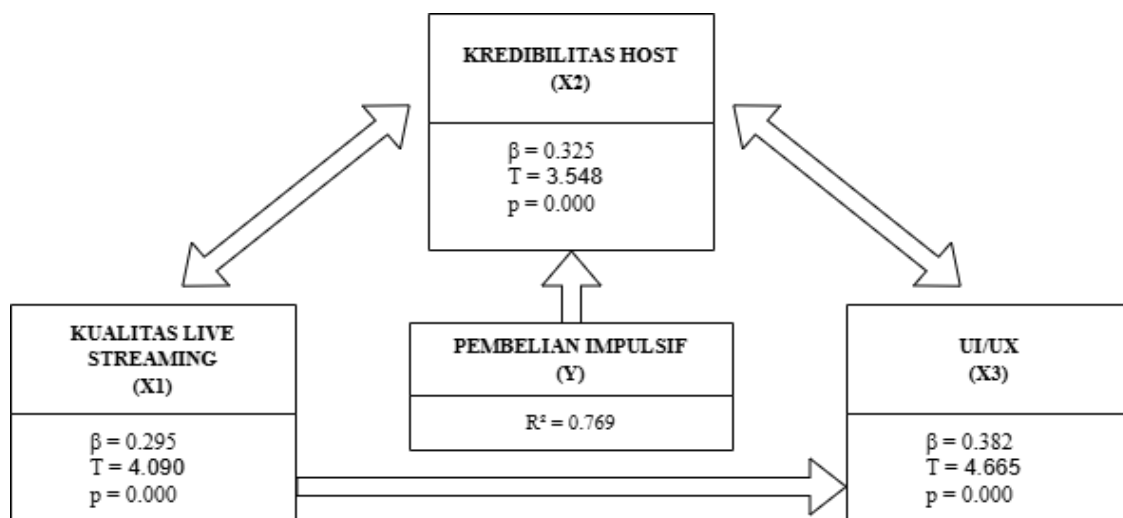 KREDIBILITAS HOST
(X2)
β = 0.325
T = 3.548
p = 0.000
KUALITAS LIVE
STREAMING
(X1)
β = 0.295
T = 4.090
p = 0.000
PEMBELIAN IMPULSIF
(Y)
R² = 0.769
UI/UX
(X3)
β = 0.382
T = 4.665
p = 0.000